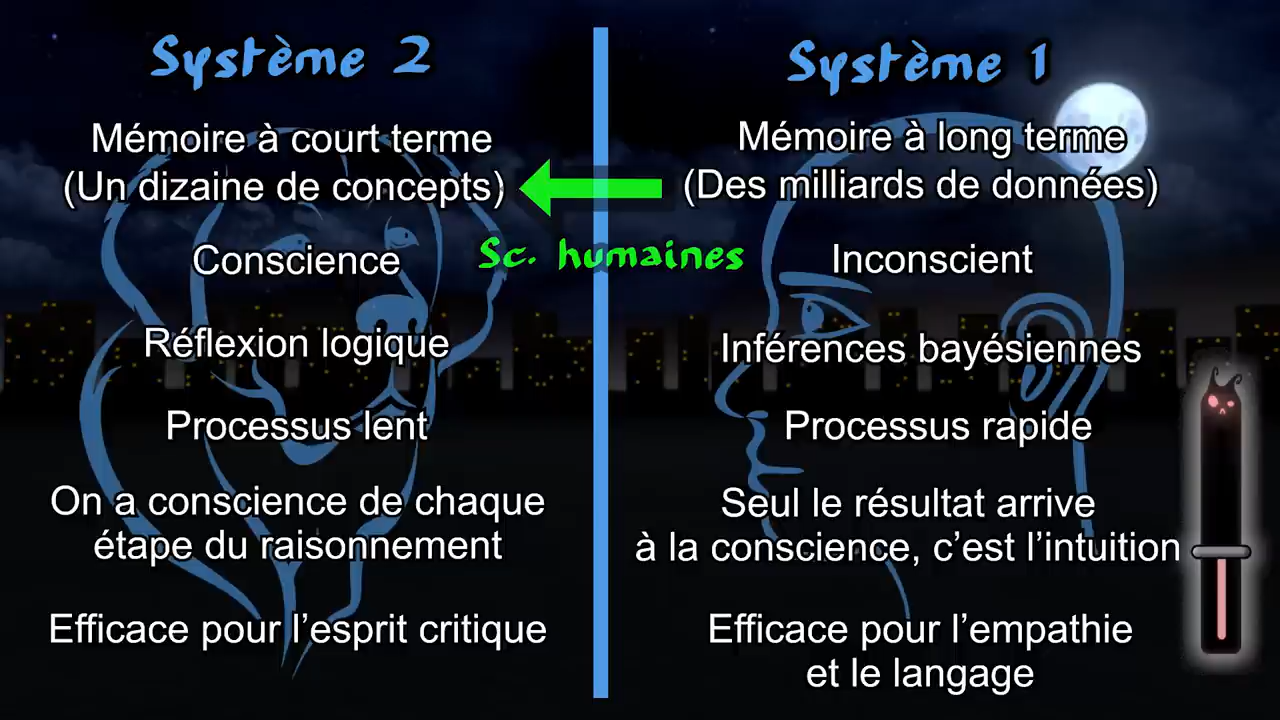 Système 2
Mémoire à court terme
(Un dizaine de concepts)
Conscience
Réflexion logique
Processus lent
On a conscience de chaque
étape du raisonnement
Efficace pour l'esprit critique
Sc. humaines
Système 1
Mémoire à long terme
(Des milliards de données)
Inconscient
Inférences bayésiennes
Processus rapide
Seul le résultat arrive
à la conscience, c'est l'intuition
Efficace pour l'empathie
et le langage